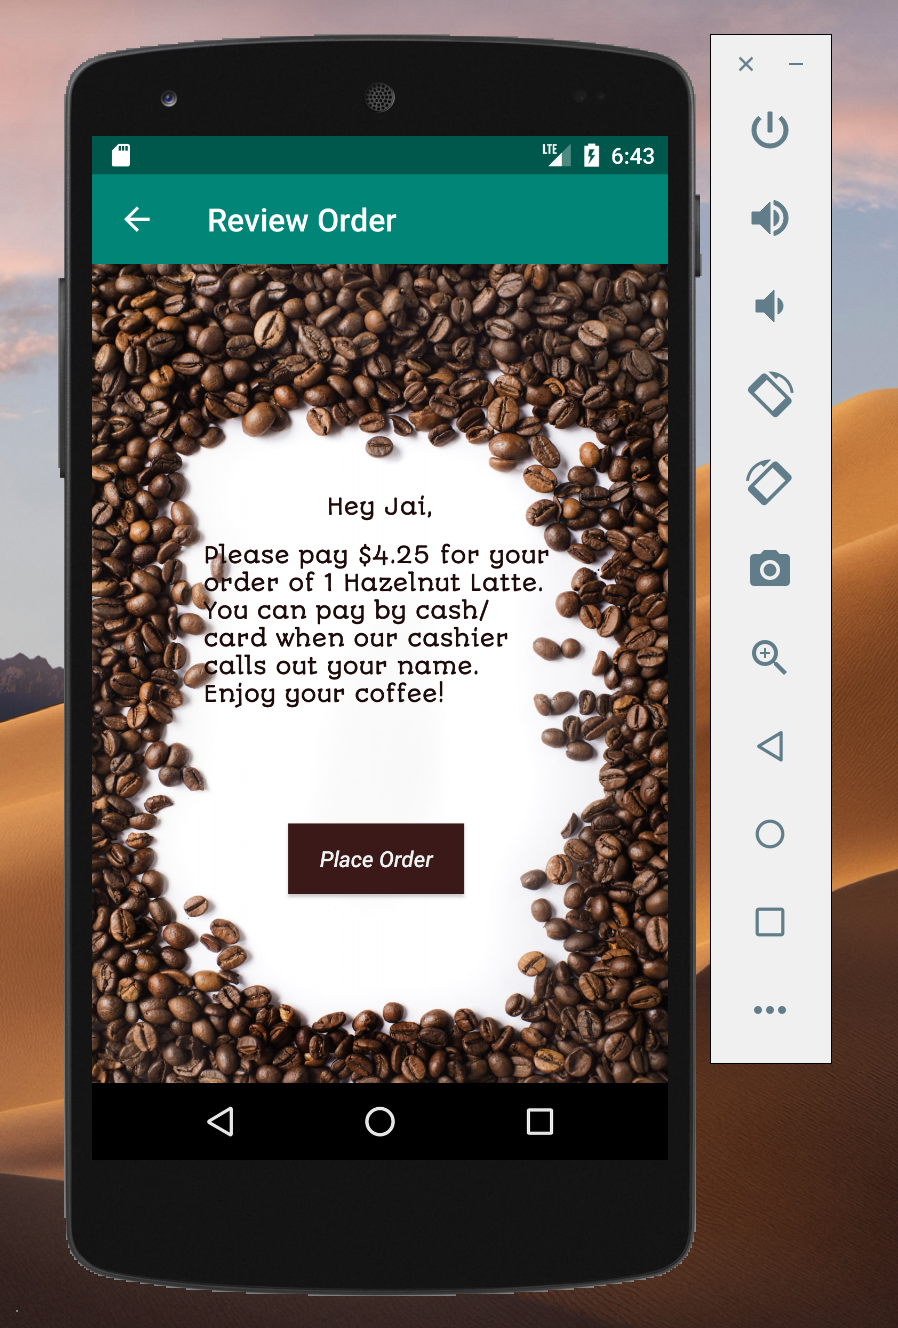 LTE 6:43
Review Order
Hey Jai,
Please pay $4.25 for your
order of 1 Hazelnut Latte.
You can pay by cash/
card when our cashier
calls out your name.
Enjoy your coffee!
Place Order